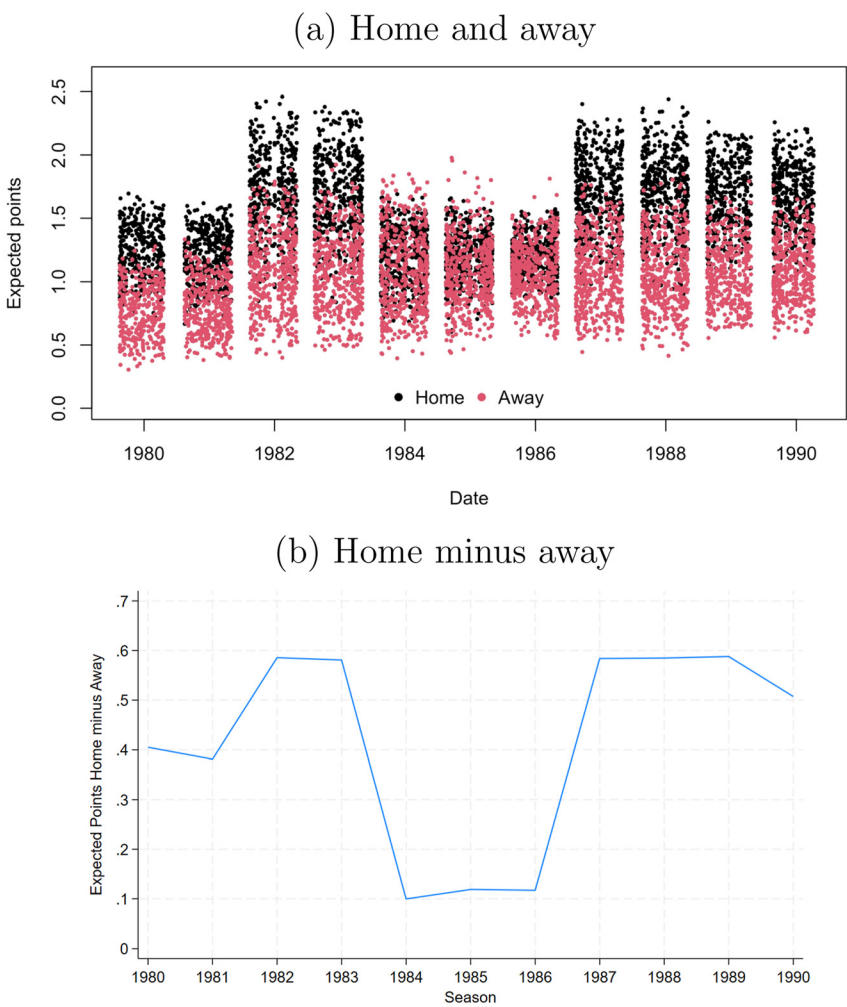 (a) Home and away
Expected points
2.5
2.0
1.5
1.0
0.5
0.0
Home Away
1980 1982 1984 1986 1988 1990
Date
(b) Home minus away
Expected Points Home minus Away
.7
.6
.5
.4
.3
.2
.1
0
1980 1981 1982 1983 1984 1985 1986 1987 1988 1989 1990
Season